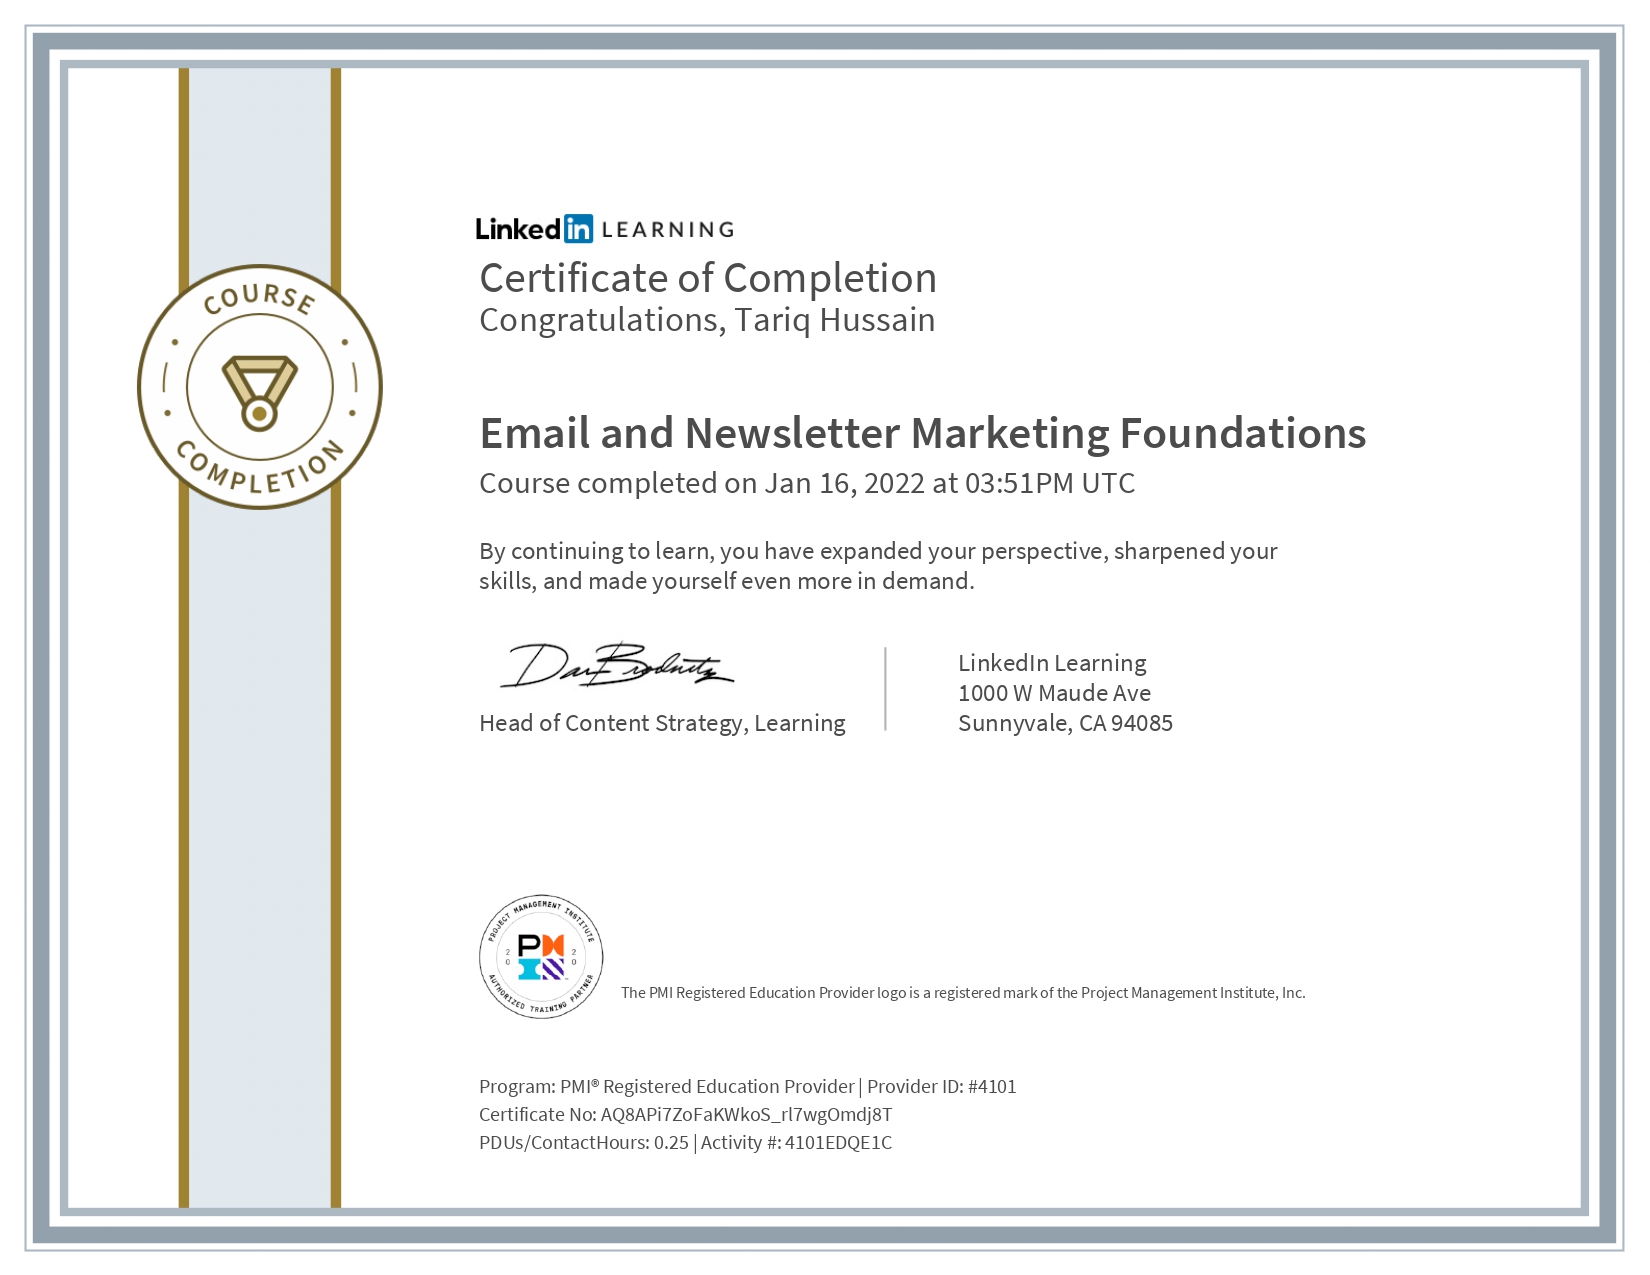 COURSE
COMPLETION
Linkedin LEARNING
Certificate of Completion
Congratulations, Tariq Hussain
Email and Newsletter Marketing Foundations
Course completed on Jan 16, 2022 at 03:51PM UTC
By continuing to learn, you have expanded your perspective, sharpened your
skills, and made yourself even more in demand.
Dan Brodnitz
Head of Content Strategy, Learning
LinkedIn Learning
1000 W Maude Ave
Sunnyvale, CA 94085
PROJECT MANAGEMENT INSTITUTE
20 PMI 20
AUTHORIZED TRAINING PARTNER
The PMI Registered Education Provider logo is a registered mark of the Project Management Institute, Inc.
Program: PMI® Registered Education Provider | Provider ID: #4101
Certificate No: AQ8APi7ZoFaKWkoS_rl7wgOmdj8T
PDUs/ContactHours: 0.25 | Activity #: 4101EDQE1C